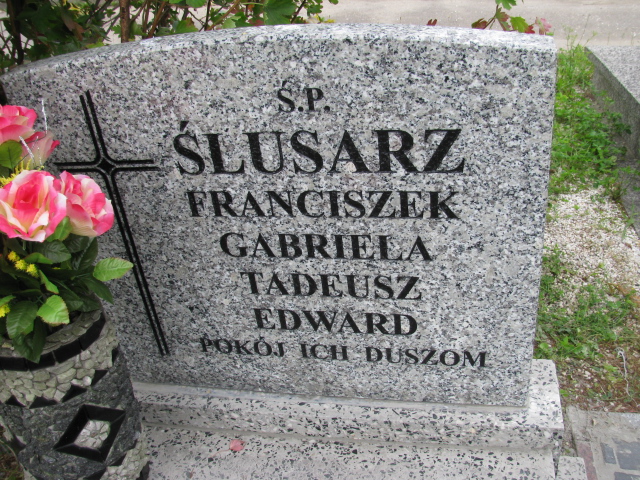 Ś.P.
ŚLUSARZ
FRANCISZEK
GABRIELA
TADEUSZ
EDWARD
POKÓJ ICH DUSZOM